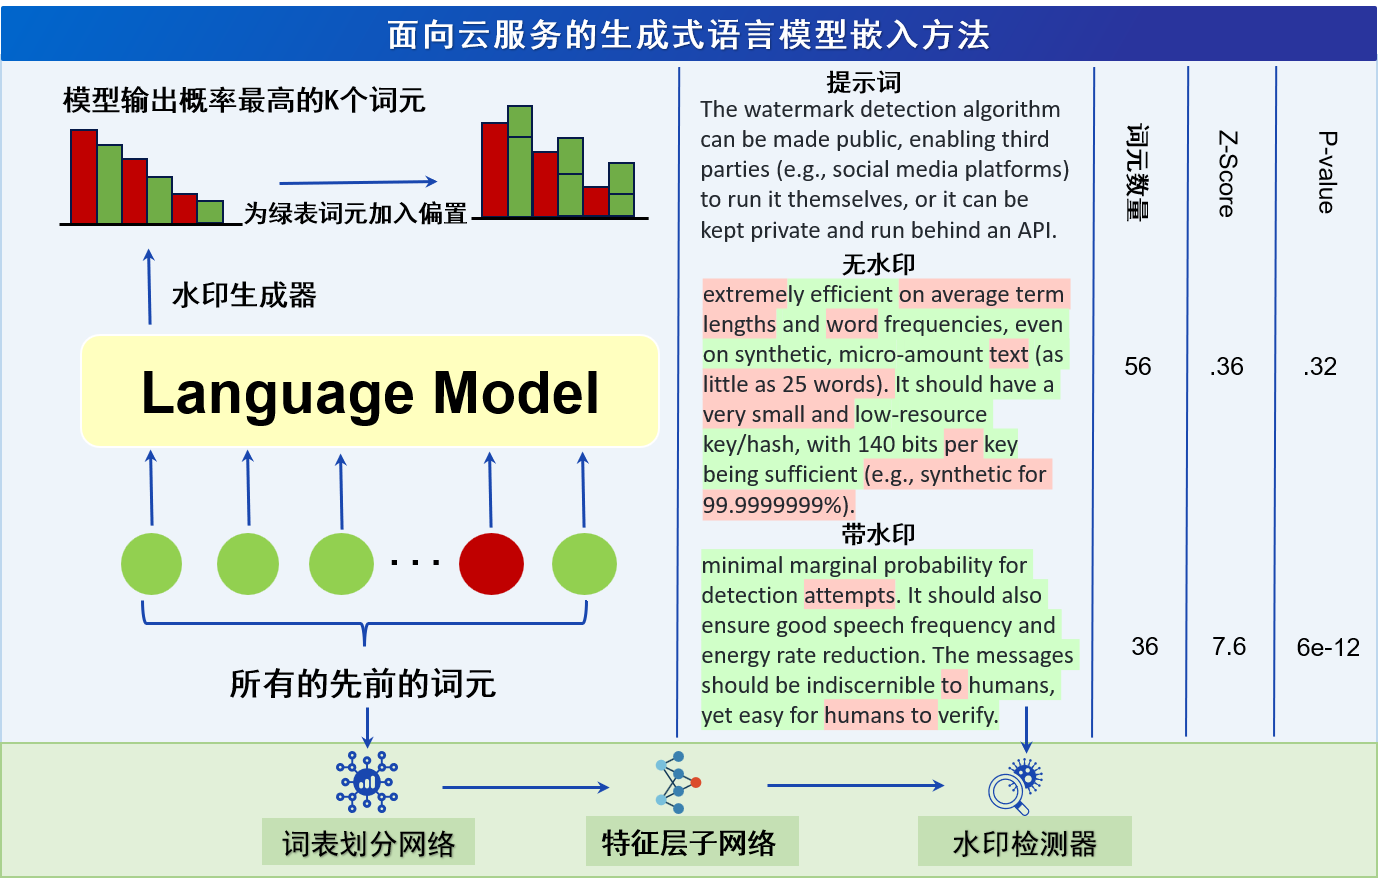 面向云服务的生成式语言模型嵌入方法
模型输出概率最高的K个词元
为绿表词元加入偏置
水印生成器
Language Model
· · ·
所有的先前的词元
提示词
The watermark detection algorithm
can be made public, enabling third
parties (e.g., social media platforms)
to run it themselves, or it can be
kept private and run behind an API.
无水印
extremely efficient on average term
lengths and word frequencies, even
on synthetic, micro-amount text (as
little as 25 words). It should have a
very small and low-resource
key/hash, with 140 bits per key
being sufficient (e.g., synthetic for
99.9999999%).
带水印
minimal marginal probability for
detection attempts. It should also
ensure good speech frequency and
energy rate reduction. The messages
should be indiscernible to humans,
yet easy for humans to verify.
词元数量
Z-Score
P-value
56
.36
.32
36
7.6
6e-12
词表划分网络
特征层子网络
水印检测器